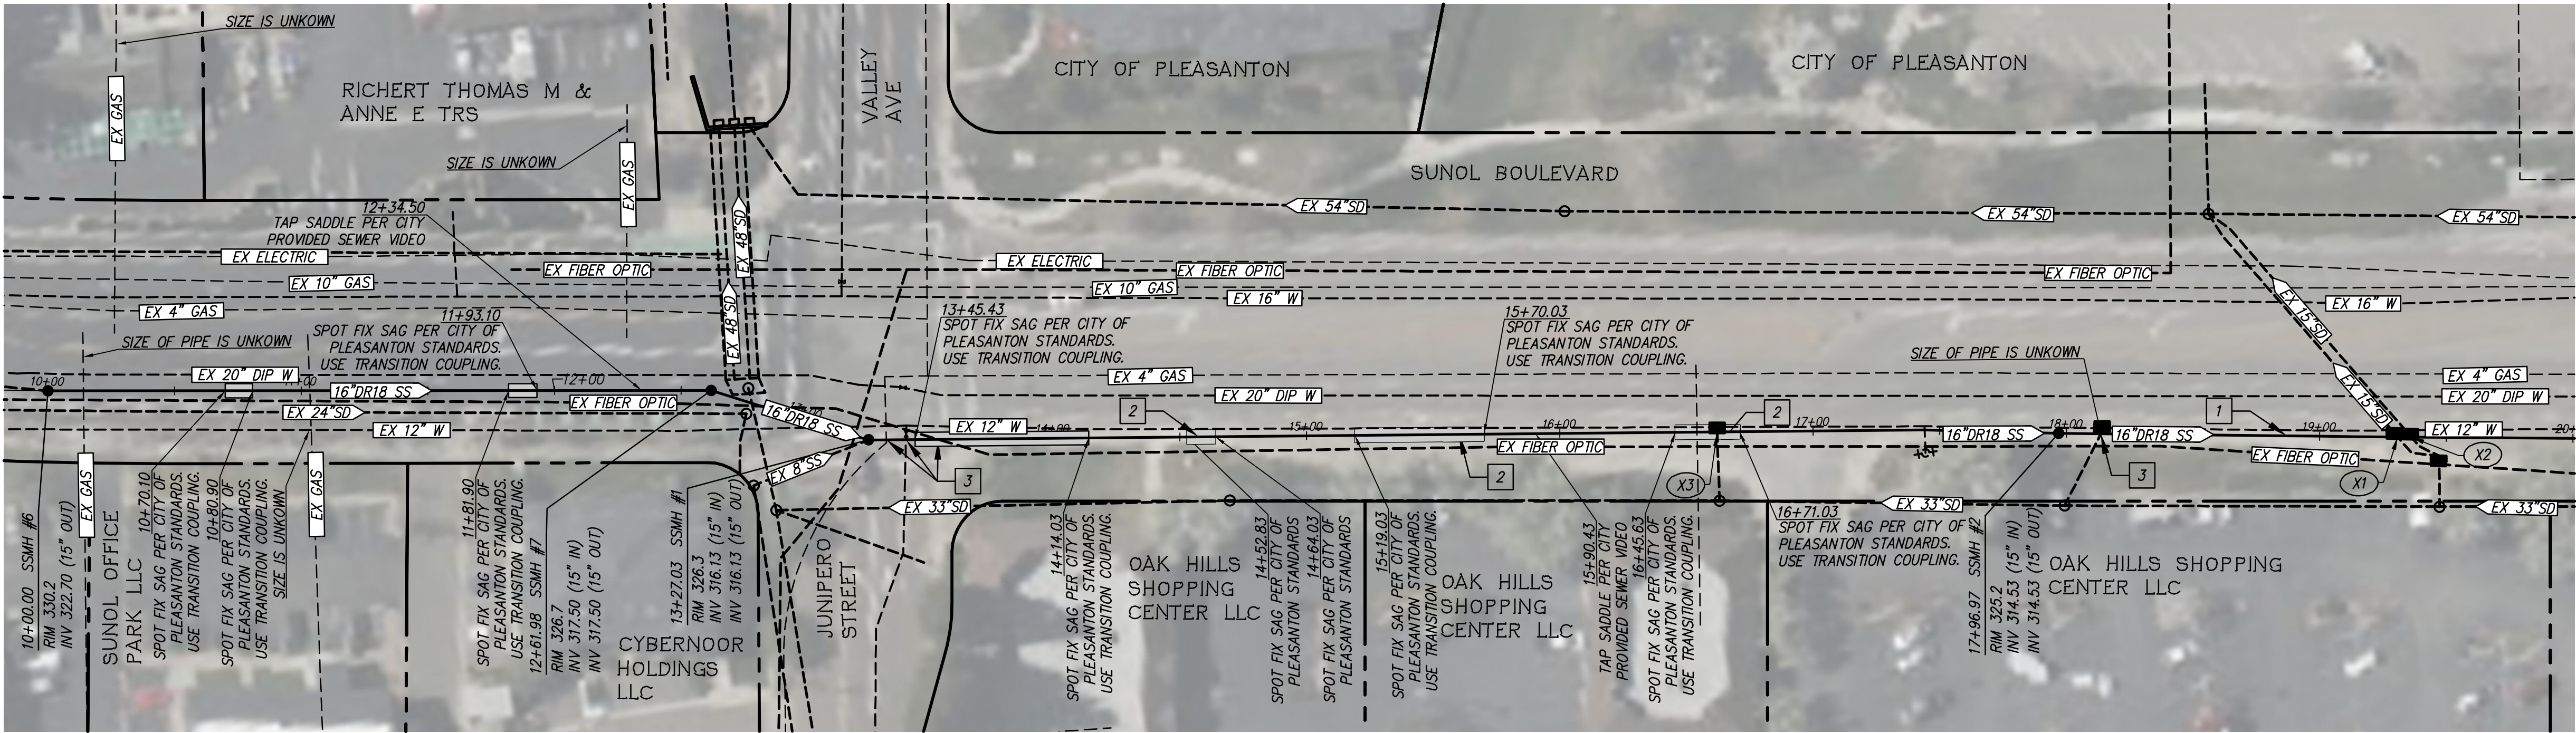 SIZE IS UNKOWN
EX GAS
RICHERT THOMAS M &
ANNE E TRS
SIZE IS UNKOWN
EX GAS
VALLEY
AVE
CITY OF PLEASANTON
CITY OF PLEASANTON
SUNOL BOULEVARD
EX 54"SD
EX 54"SD
EX 54"SD
12+34.50
TAP SADDLE PER CITY
PROVIDED SEWER VIDEO
EX 48"SD
EX 48"SD
EX ELECTRIC
EX FIBER OPTIC
EX 10" GAS
EX 4" GAS
EX ELECTRIC
EX FIBER OPTIC
EX FIBER OPTIC
EX 10" GAS
EX 16" W
EX 16" W
EX 15"SD
EX 15"SD
11+93.10
SPOT FIX SAG PER CITY OF
PLEASANTON STANDARDS.
USE TRANSITION COUPLING.
13+45.43
SPOT FIX SAG PER CITY OF
PLEASANTON STANDARDS.
USE TRANSITION COUPLING.
15+70.03
SPOT FIX SAG PER CITY OF
PLEASANTON STANDARDS.
USE TRANSITION COUPLING.
SIZE OF PIPE IS UNKOWN
SIZE OF PIPE IS UNKOWN
10+00
EX 20" DIP W
11+00
16"DR18 SS
12+00
EX FIBER OPTIC
EX 24"SD
EX 12" W
16"DR18 SS
13+00
EX 8"SS
EX 4" GAS
EX 20" DIP W
EX 12" W
14+00
2
15+00
16+00
2
17+00
16"DR18 SS
18+00
16"DR18 SS
1
19+00
EX 4" GAS
EX 20" DIP W
EX 12" W
20+
EX FIBER OPTIC
EX FIBER OPTIC
3
2
3
X3
X1
X2
EX 33"SD
EX 33"SD
EX 33"SD
EX GAS
EX GAS
10+00.00 SSMH #6
RIM 330.2
INV 322.70 (15" OUT)
SUNOL OFFICE
PARK LLC
10+70.10
SPOT FIX SAG PER CITY OF
PLEASANTON STANDARDS.
USE TRANSITION COUPLING.
10+80.90
SPOT FIX SAG PER CITY OF
PLEASANTON STANDARDS.
USE TRANSITION COUPLING.
SIZE IS UNKOWN
11+81.90
SPOT FIX SAG PER CITY OF
PLEASANTON STANDARDS.
USE TRANSITION COUPLING.
12+61.98 SSMH #7
RIM 326.7
INV 317.50 (15" IN)
INV 317.50 (15" OUT)
CYBERNOOR
HOLDINGS
LLC
13+27.03 SSMH #1
RIM 326.3
INV 316.13 (15" IN)
INV 316.13 (15" OUT)
JUNIPERO
STREET
14+14.03
SPOT FIX SAG PER CITY OF
PLEASANTON STANDARDS.
USE TRANSITION COUPLING.
OAK HILLS
SHOPPING
CENTER LLC
14+52.83
SPOT FIX SAG PER CITY OF
PLEASANTON STANDARDS
14+64.03
SPOT FIX SAG PER CITY OF
PLEASANTON STANDARDS
15+19.03
SPOT FIX SAG PER CITY OF
PLEASANTON STANDARDS.
USE TRANSITION COUPLING.
OAK HILLS
SHOPPING
CENTER LLC
15+90.43
TAP SADDLE PER CITY
PROVIDED SEWER VIDEO
16+45.63
SPOT FIX SAG PER CITY OF
PLEASANTON STANDARDS.
USE TRANSITION COUPLING.
16+71.03
SPOT FIX SAG PER CITY OF
PLEASANTON STANDARDS.
USE TRANSITION COUPLING.
17+96.97 SSMH #2
RIM 325.2
INV 314.53 (15" IN)
INV 314.53 (15" OUT)
OAK HILLS SHOPPING
CENTER LLC